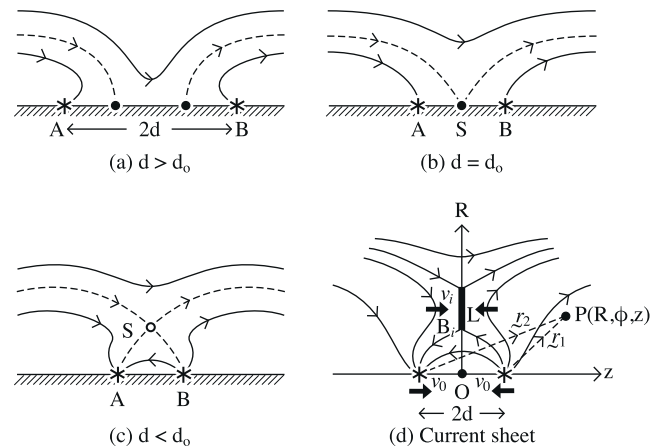 A 2d B
(a) d > d₀
A S B
(b) d = d₀
S
A B
(c) d < d₀
R
vᵢ
L
Bᵢ
r₂
P(R,ϕ,z)
r₁
v₀ v₀
O
z
2d
(d) Current sheet